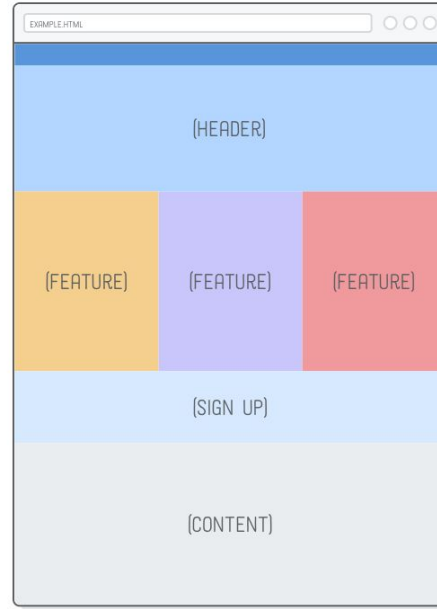 EXAMPLE.HTML
(HEADER)
(FEATURE) (FEATURE) (FEATURE)
(SIGN UP)
(CONTENT)